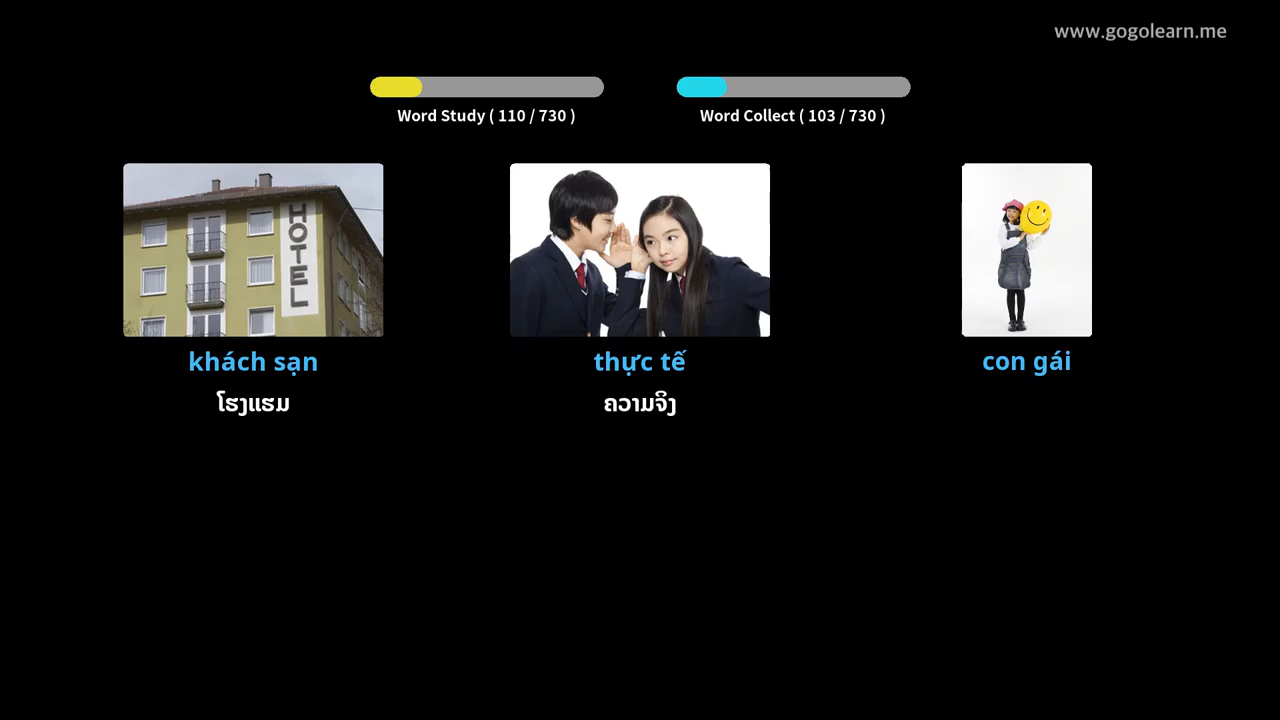 www.gogolearn.me
Word Study ( 110 / 730 )
Word Collect ( 103 / 730 )
HOTEL
khách sạn
thực tế
con gái
ໂຮງແຮມ
ຄວາມຈິງ